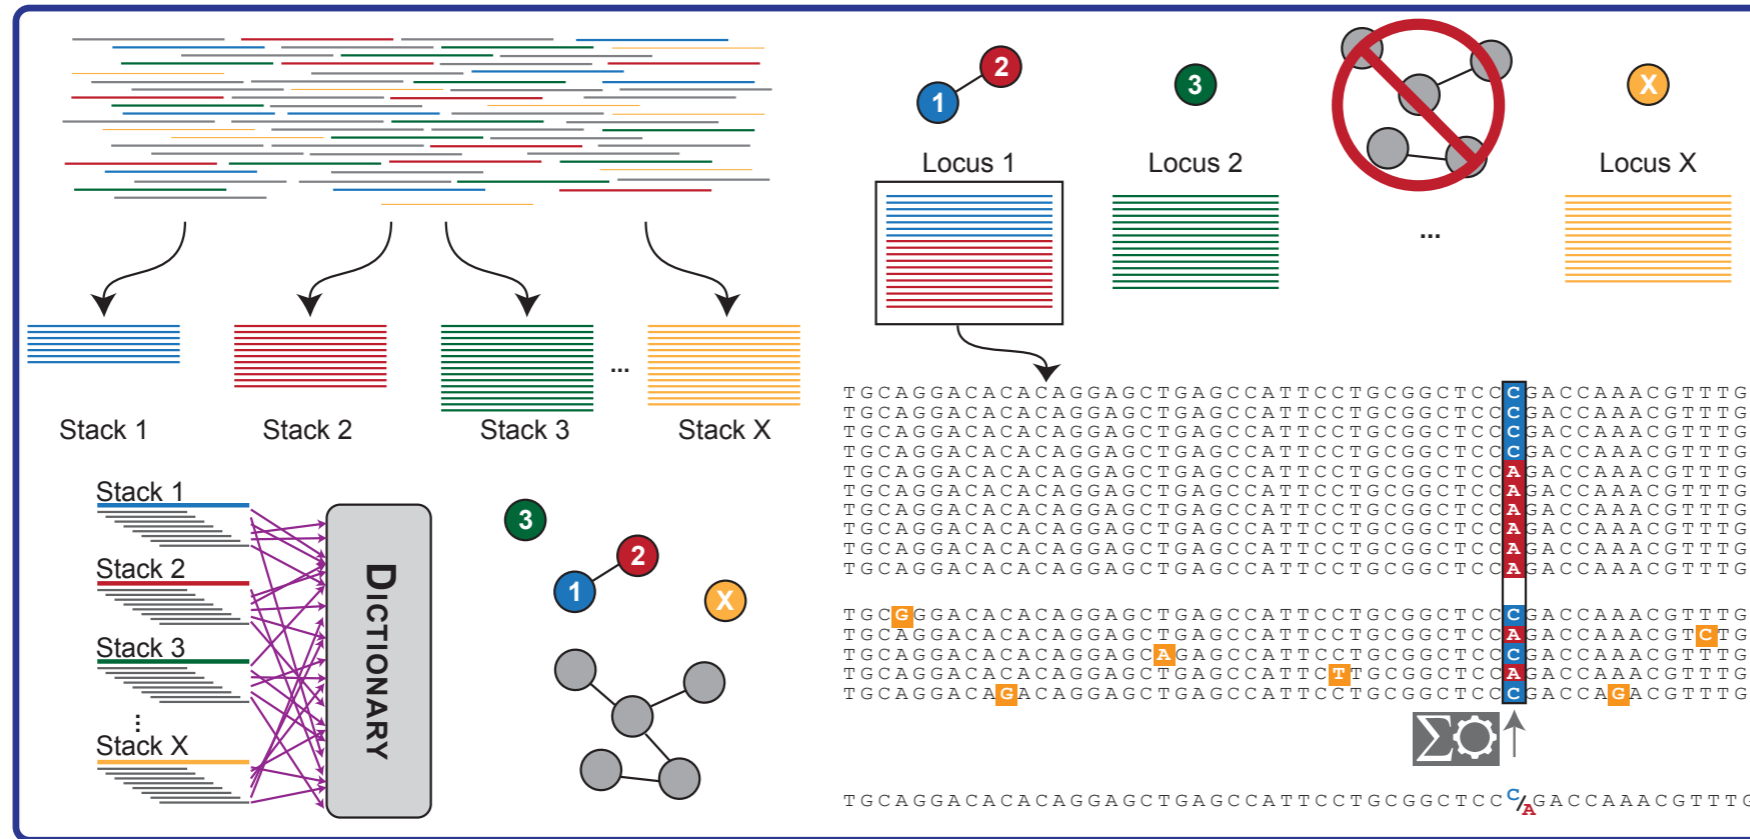 Stack 1
Stack 2
Stack 3
...
Stack X
Stack 1
Stack 2
Stack 3
...
Stack X
DICTIONARY
3
2
1
X
2
1
3
X
Locus 1
Locus 2
...
Locus X
TGCAGGACACACAGGAGCTGAGCCATTCCTGCGGCTCCCGACCAAACGTTTG
TGCAGGACACACAGGAGCTGAGCCATTCCTGCGGCTCCCGACCAAACGTTTG
TGCAGGACACACAGGAGCTGAGCCATTCCTGCGGCTCCCGACCAAACGTTTG
TGCAGGACACACAGGAGCTGAGCCATTCCTGCGGCTCCCGACCAAACGTTTG
TGCAGGACACACAGGAGCTGAGCCATTCCTGCGGCTCCAGACCAAACGTTTG
TGCAGGACACACAGGAGCTGAGCCATTCCTGCGGCTCCAGACCAAACGTTTG
TGCAGGACACACAGGAGCTGAGCCATTCCTGCGGCTCCAGACCAAACGTTTG
TGCAGGACACACAGGAGCTGAGCCATTCCTGCGGCTCCAGACCAAACGTTTG
TGCAGGACACACAGGAGCTGAGCCATTCCTGCGGCTCCAGACCAAACGTTTG
TGCAGGACACACAGGAGCTGAGCCATTCCTGCGGCTCCAGACCAAACGTTTG
TGCGGGACACACAGGAGCTGAGCCATTCCTGCGGCTCCCGACCAAACGTTTG
TGCAGGACACACAGGAGCTGAGCCATTCCTGCGGCTCCAGACCAAACGTCTG
TGCAGGACACACAGGAGCAGAGCCATTCCTGCGGCTCCCGACCAAACGTTTG
TGCAGGACACACAGGAGCTGAGCCATTCTTGCGGCTCCAGACCAAACGTTTG
TGCAGGACAGACAGGAGCTGAGCCATTCCTGCGGCTCCCGACCAGACGTTTG
Σ
TGCAGGACACACAGGAGCTGAGCCATTCCTGCGGCTCCC/AGACCAAACGTTTG